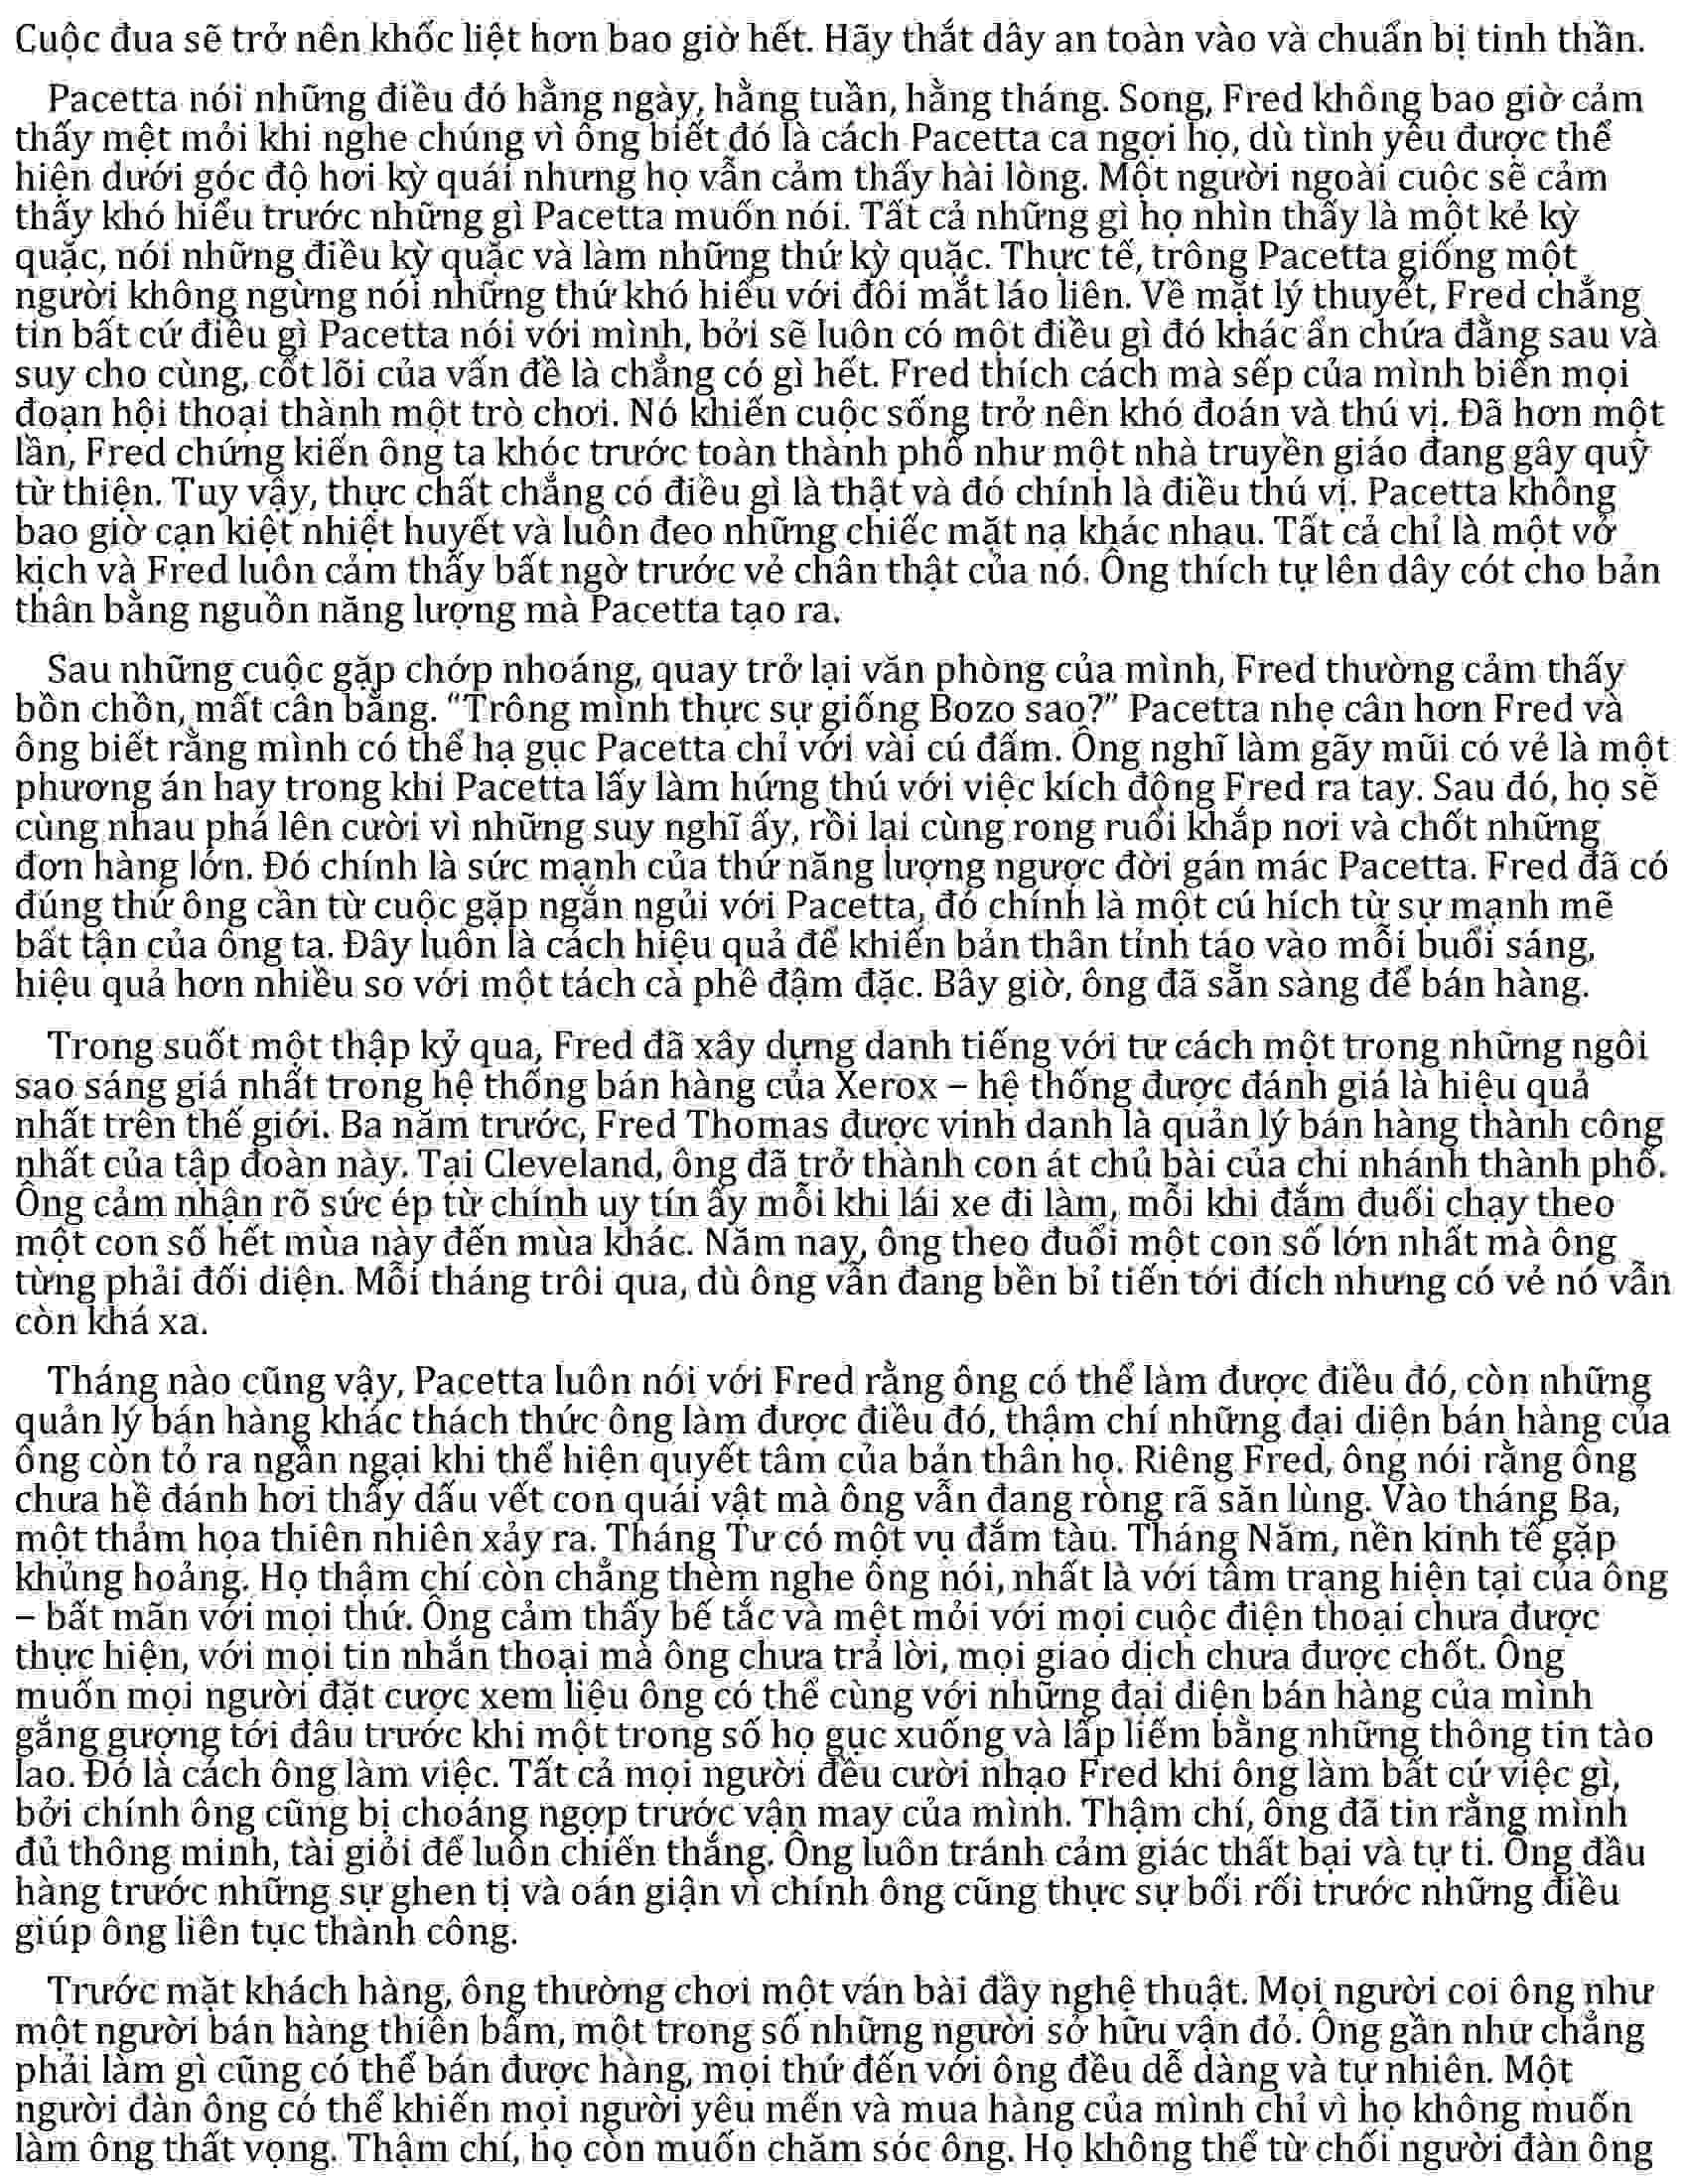 Cuộc đua sẽ trở nên khốc liệt hơn bao giờ hết. Hãy thắt dây an toàn vào và chuẩn bị tinh thần.
Pacetta nói những điều đó hằng ngày, hằng tuần, hằng tháng. Song, Fred không bao giờ cảm
thấy mệt mỏi khi nghe chúng vì ông biết đó là cách Pacetta ca ngợi họ, dù tình yêu được thể
hiện dưới góc độ hơi kỳ quái nhưng họ vẫn cảm thấy hài lòng. Một người ngoài cuộc sẽ cảm
thấy khó hiểu trước những gì Pacetta muốn nói. Tất cả những gì họ nhìn thấy là một kẻ kỳ
quặc, nói những điều kỳ quặc và làm những thứ kỳ quặc. Thực tế, trông Pacetta giống một
người không ngừng nói những thứ khó hiểu với đôi mắt láo liên. Về mặt lý thuyết, Fred chẳng
tin bất cứ điều gì Pacetta nói với mình, bởi sẽ luôn có một điều gì đó khác ẩn chứa đằng sau và
suy cho cùng, cốt lõi của vấn đề là chẳng có gì hết. Fred thích cách mà sếp của mình biến mọi
đoạn hội thoại thành một trò chơi. Nó khiến cuộc sống trở nên khó đoán và thú vị. Đã hơn một
lần, Fred chứng kiến ông ta khóc trước toàn thành phố như một nhà truyền giáo đang gây quỹ
từ thiện. Tuy vậy, thực chất chẳng có điều gì là thật và đó chính là điều thú vị. Pacetta không
bao giờ cạn kiệt nhiệt huyết và luôn đeo những chiếc mặt nạ khác nhau. Tất cả chỉ là một vở
kịch và Fred luôn cảm thấy bất ngờ trước vẻ chân thật của nó. Ông thích tự lên dây cót cho bản
thân bằng nguồn năng lượng mà Pacetta tạo ra.
Sau những cuộc gặp chớp nhoáng, quay trở lại văn phòng của mình, Fred thường cảm thấy
bồn chồn, mất cân bằng. “Trông mình thực sự giống Bozo sao?” Pacetta nhẹ cân hơn Fred và
ông biết rằng mình có thể hạ gục Pacetta chỉ với vài cú đấm. Ông nghĩ làm gãy mũi có vẻ là một
phương án hay trong khi Pacetta lấy làm hứng thú với việc kích động Fred ra tay. Sau đó, họ sẽ
cùng nhau phá lên cười vì những suy nghĩ ấy, rồi lại cùng rong ruổi khắp nơi và chốt những
đơn hàng lớn. Đó chính là sức mạnh của thứ năng lượng ngược đời gán mác Pacetta. Fred đã có
đúng thứ ông cần từ cuộc gặp ngắn ngủi với Pacetta, đó chính là một cú hích từ sự mạnh mẽ
bất tận của ông ta. Đây luôn là cách hiệu quả để khiến bản thân tỉnh táo vào mỗi buổi sáng,
hiệu quả hơn nhiều so với một tách cà phê đậm đặc. Bây giờ, ông đã sẵn sàng để bán hàng.
Trong suốt một thập kỷ qua, Fred đã xây dựng danh tiếng với tư cách một trong những ngôi
sao sáng giá nhất trong hệ thống bán hàng của Xerox – hệ thống được đánh giá là hiệu quả
nhất trên thế giới. Ba năm trước, Fred Thomas được vinh danh là quản lý bán hàng thành công
nhất của tập đoàn này. Tại Cleveland, ông đã trở thành con át chủ bài của chi nhánh thành phố.
Ông cảm nhận rõ sức ép từ chính uy tín ấy mỗi khi lái xe đi làm, mỗi khi đắm đuối chạy theo
một con số hết mùa này đến mùa khác. Năm nay, ông theo đuổi một con số lớn nhất mà ông
từng phải đối diện. Mỗi tháng trôi qua, dù ông vẫn đang bền bỉ tiến tới đích nhưng có vẻ nó vẫn
còn khá xa.
Tháng nào cũng vậy, Pacetta luôn nói với Fred rằng ông có thể làm được điều đó, còn những
quản lý bán hàng khác thách thức ông làm được điều đó, thậm chí những đại diện bán hàng của
ông còn tỏ ra ngần ngại khi thể hiện quyết tâm của bản thân họ. Riêng Fred, ông nói rằng ông
chưa hề đánh hơi thấy dấu vết con quái vật mà ông vẫn đang ròng rã săn lùng. Vào tháng Ba,
một thảm họa thiên nhiên xảy ra. Tháng Tư có một vụ đắm tàu. Tháng Năm, nền kinh tế gặp
khủng hoảng. Họ thậm chí còn chẳng thèm nghe ông nói, nhất là với tâm trạng hiện tại của ông
– bất mãn với mọi thứ. Ông cảm thấy bế tắc và mệt mỏi với mọi cuộc điện thoại chưa được
thực hiện, với mọi tin nhắn thoại mà ông chưa trả lời, mọi giao dịch chưa được chốt. Ông
muốn mọi người đặt cược xem liệu ông có thể cùng với những đại diện bán hàng của mình
gắng gượng tới đâu trước khi một trong số họ gục xuống và lấp liếm bằng những thông tin tào
lao. Đó là cách ông làm việc. Tất cả mọi người đều cười nhạo Fred khi ông làm bất cứ việc gì,
bởi chính ông cũng bị choáng ngợp trước vận may của mình. Thậm chí, ông đã tin rằng mình
đủ thông minh, tài giỏi để luôn chiến thắng. Ông luôn tránh cảm giác thất bại và tự ti. Ông đầu
hàng trước những sự ghen tị và oán giận vì chính ông cũng thực sự bối rối trước những điều
giúp ông liên tục thành công.
Trước mặt khách hàng, ông thường chơi một ván bài đầy nghệ thuật. Mọi người coi ông như
một người bán hàng thiên bẩm, một trong số những người sở hữu vận đỏ. Ông gần như chẳng
phải làm gì cũng có thể bán được hàng, mọi thứ đến với ông đều dễ dàng và tự nhiên. Một
người đàn ông có thể khiến mọi người yêu mến và mua hàng của mình chỉ vì họ không muốn
làm ông thất vọng. Thậm chí, họ còn muốn chăm sóc ông. Họ không thể từ chối người đàn ông